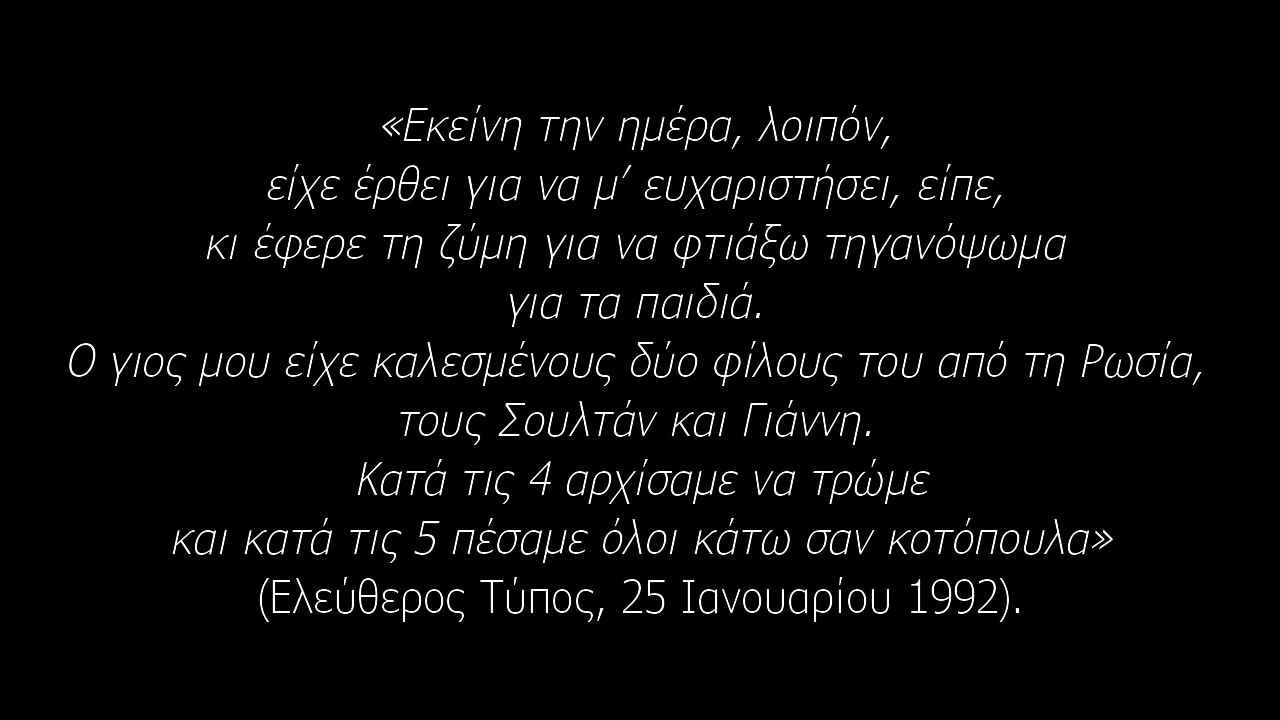 «Εκείνη την ημέρα, λοιπόν,
είχε έρθει για να μ’ ευχαριστήσει, είπε,
κι έφερε τη ζύμη για να φτιάξω τηγανόψωμα
για τα παιδιά.
Ο γιος μου είχε καλεσμένους δύο φίλους του από τη Ρωσία,
τους Σουλτάν και Γιάννη.
Κατά τις 4 αρχίσαμε να τρώμε
και κατά τις 5 πέσαμε όλοι κάτω σαν κοτόπουλα»
(Ελεύθερος Τύπος, 25 Ιανουαρίου 1992).